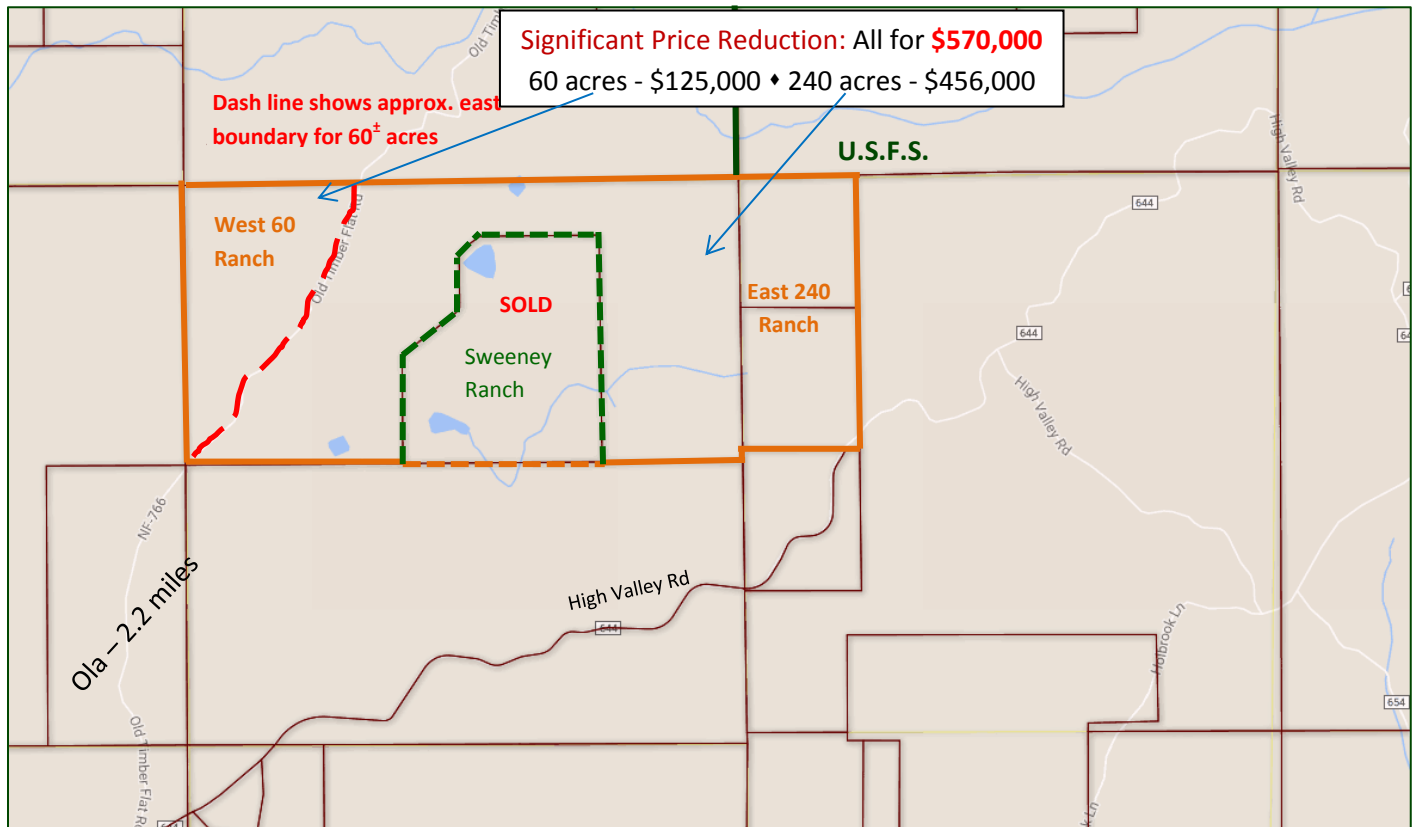 Significant Price Reduction: All for $570,000
60 acres - $125,000 ♦ 240 acres - $456,000
Old Timber
Dash line shows approx. east
boundary for 60± acres
U.S.F.S.
High Valley Rd
644
West 60
Ranch
Old Timber Flat Rd
SOLD
East 240
Ranch
Sweeney
Ranch
644
High Valley Rd
NF-766
Ola – 2.2 miles
High Valley Rd
644
Holbrook Ln
654
Old Timber Flat Rd